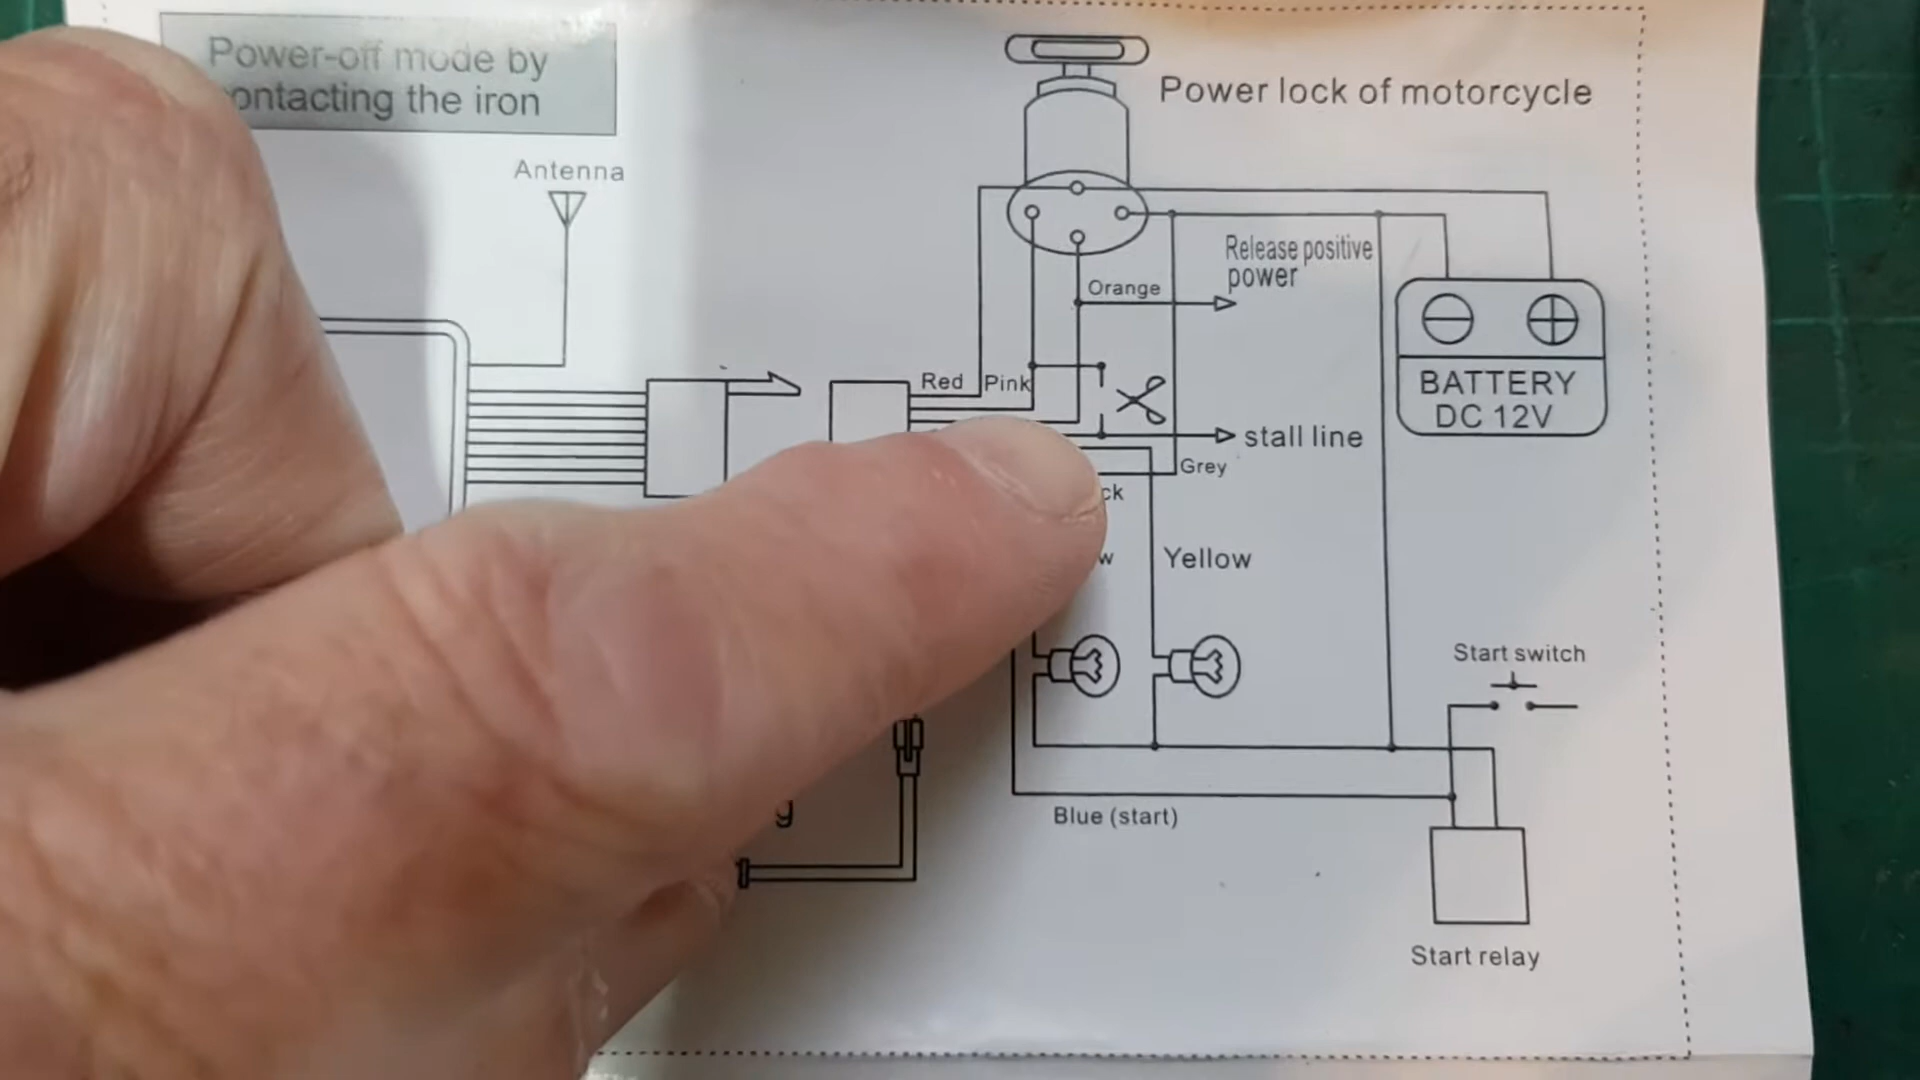 Power-off mode by
ontacting the iron
Antenna
Power lock of motorcycle
Release positive
power
Orange
Red
Pink
BATTERY
DC 12V
stall line
Grey
ck
w
Yellow
Start switch
g
Blue (start)
Start relay